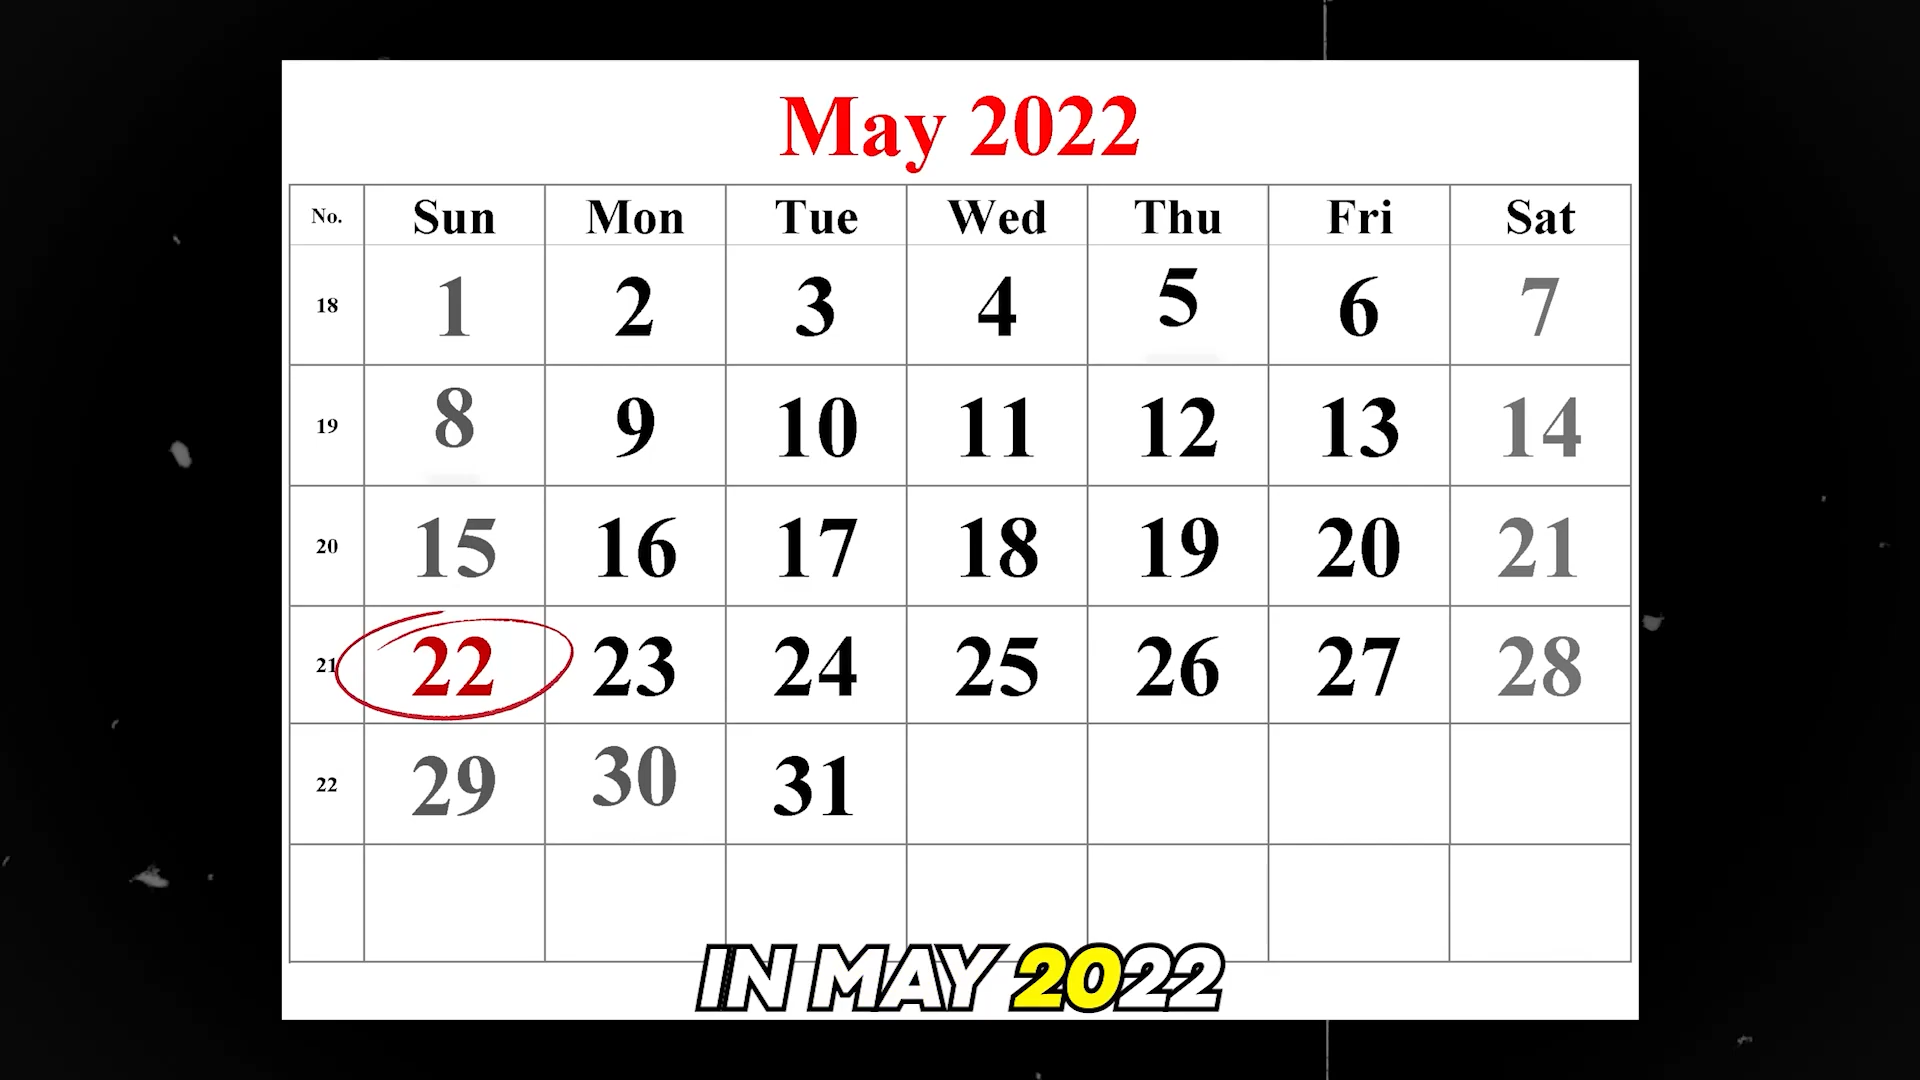 May 2022
No. Sun Mon Tue Wed Thu Fri Sat
18 1 2 3 4 5 6 7
19 8 9 10 11 12 13 14
20 15 16 17 18 19 20 21
21 22 23 24 25 26 27 28
22 29 30 31
IN MAY 2022